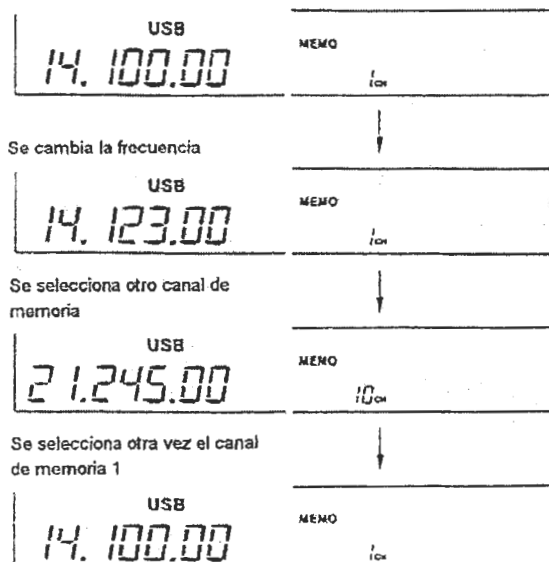 USB
14.100.00
MEMO
1CH
Se cambia la frecuencia
USB
14.123.00
MEMO
1CH
Se selecciona otro canal de
memoria
USB
21.245.00
MEMO
10CH
Se selecciona otra vez el canal
de memoria 1
USB
14.100.00
MEMO
1CH